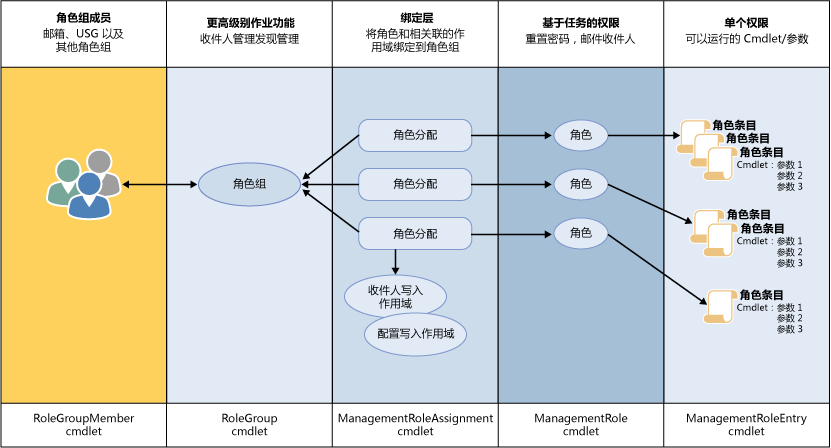 角色组成员
邮箱、USG 以及
其他角色组
更高级别作业功能
收件人管理发现管理
绑定层
将角色和相关联的作
用域绑定到角色组
基于任务的权限
重置密码，邮件收件人
单个权限
可以运行的 Cmdlet/参数
角色组
角色分配
角色分配
角色分配
收件人写入
作用域
配置写入作用域
角色
角色
角色
角色条目
角色条目
角色条目
Cmdlet：参数 1
参数 2
参数 3
角色条目
角色条目
Cmdlet：参数 1
参数 2
参数 3
角色条目
Cmdlet：参数 1
参数 2
参数 3
RoleGroupMember
cmdlet
RoleGroup
cmdlet
ManagementRoleAssignment
cmdlet
ManagementRole
cmdlet
ManagementRoleEntry
cmdlet